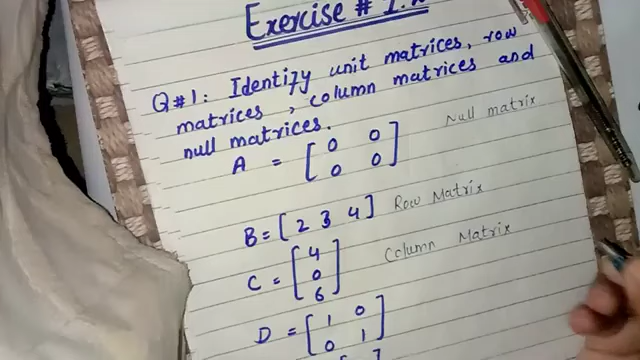 Exercise #
Q#1: Identify unit matrices, row
matrices, column matrices and
null matrices.
A = [0 0
0 0] Null matrix
B = [2 3 4] Row Matrix
C = [4
0
6] Column Matrix
D = [1 0
0 1]